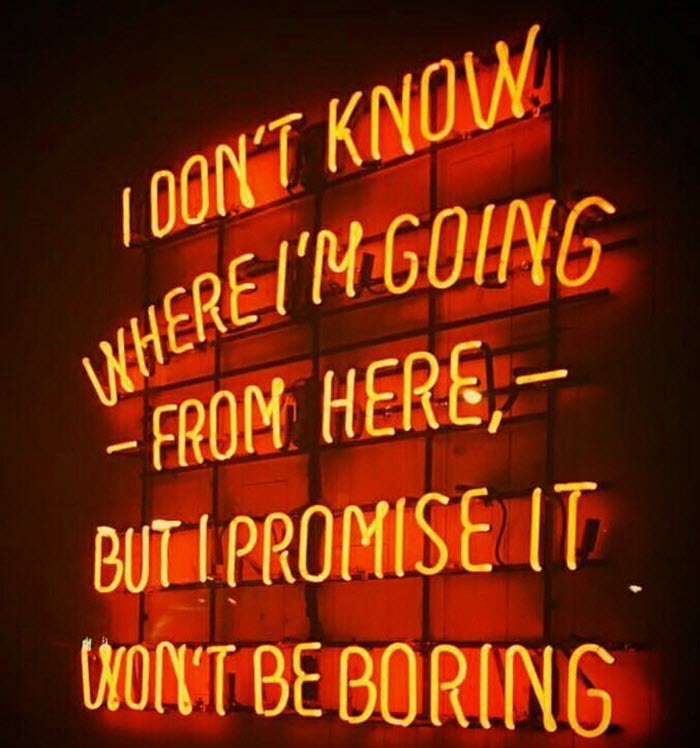 I DON'T KNOW
WHERE I'M GOING
- FROM HERE, -
BUT I PROMISE IT
WON'T BE BORING